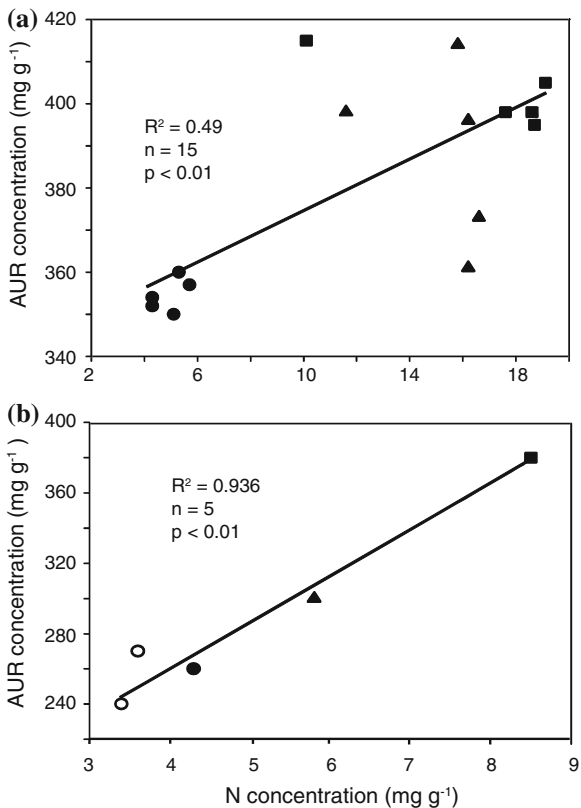 (a)
AUR concentration (mg g⁻¹)
420
400
380
360
340
R² = 0.49
n = 15
p < 0.01
2
6
10
14
18
(b)
AUR concentration (mg g⁻¹)
400
360
320
280
240
R² = 0.936
n = 5
p < 0.01
3
4
5
6
7
8
9
N concentration (mg g⁻¹)